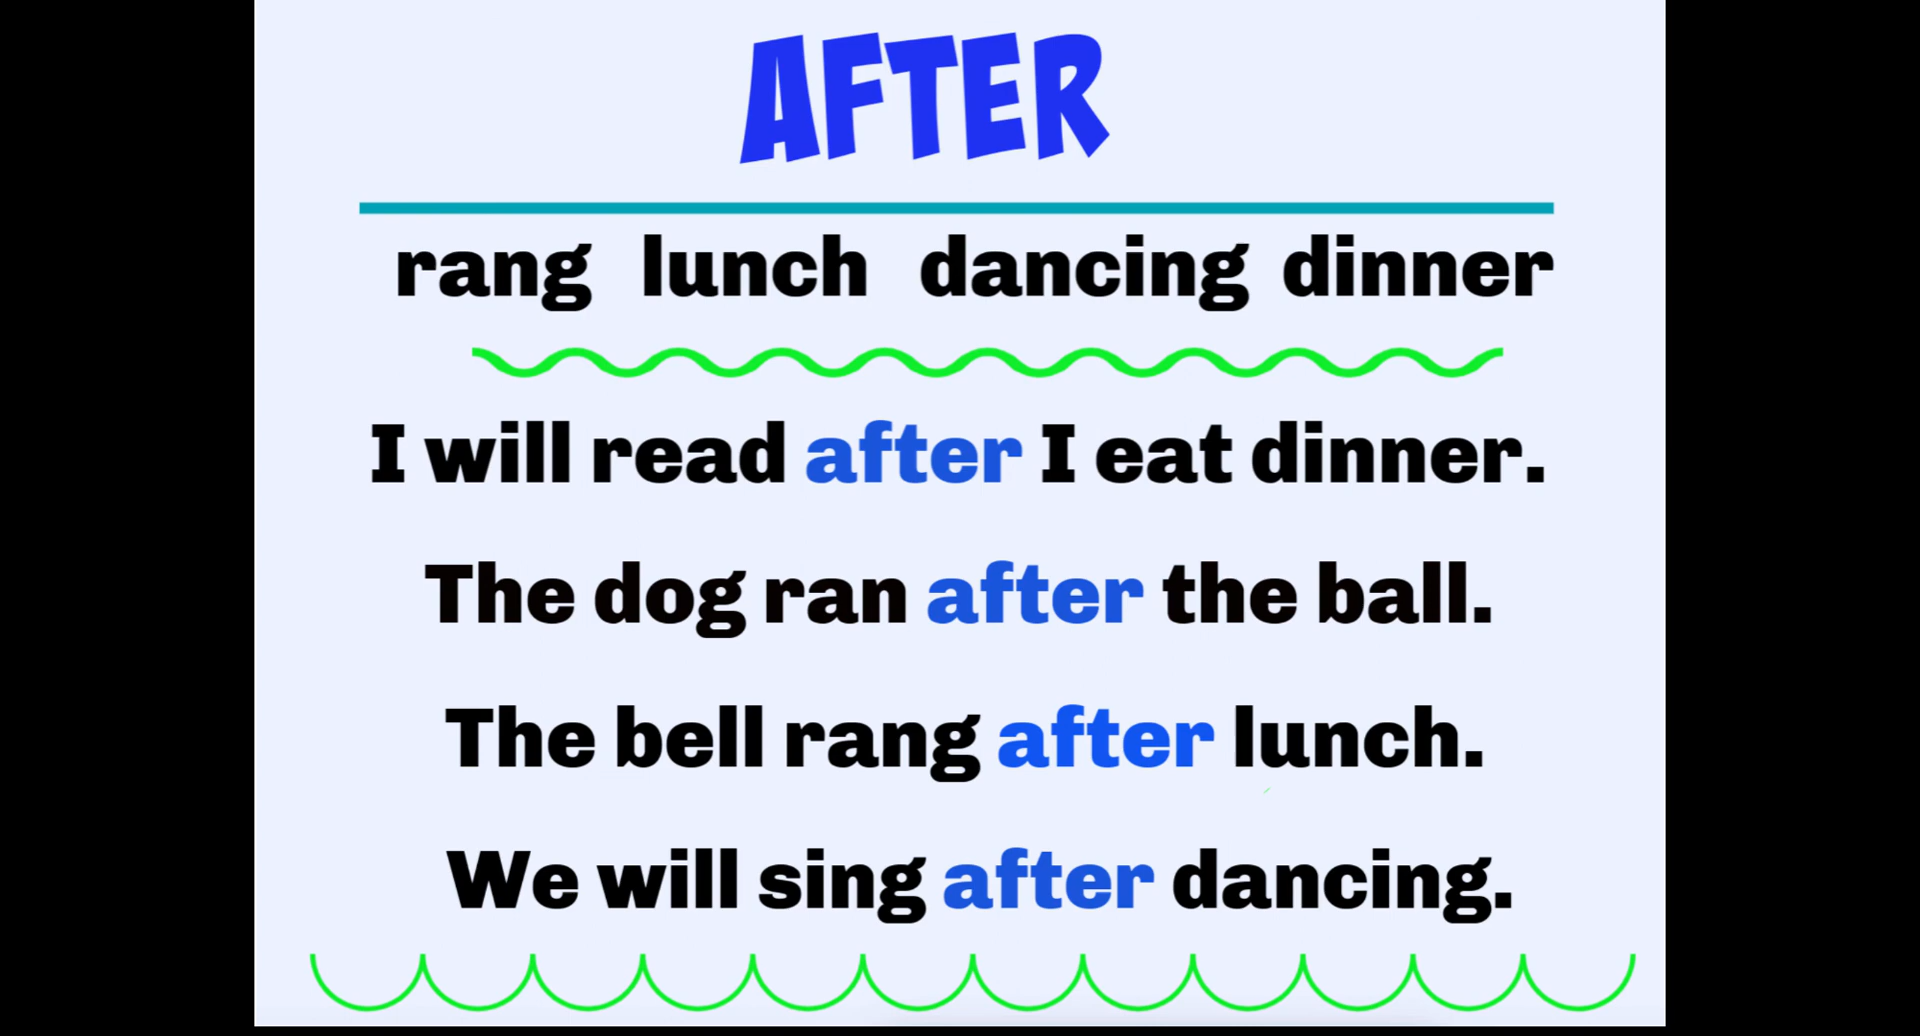 AFTER
rang lunch dancing dinner
I will read after I eat dinner.
The dog ran after the ball.
The bell rang after lunch.
We will sing after dancing.